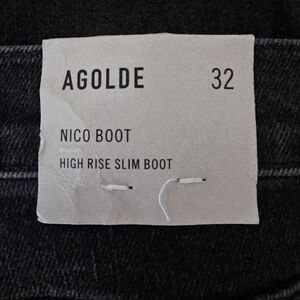 AGOLDE 32
NICO BOOT
HIGH RISE SLIM BOOT